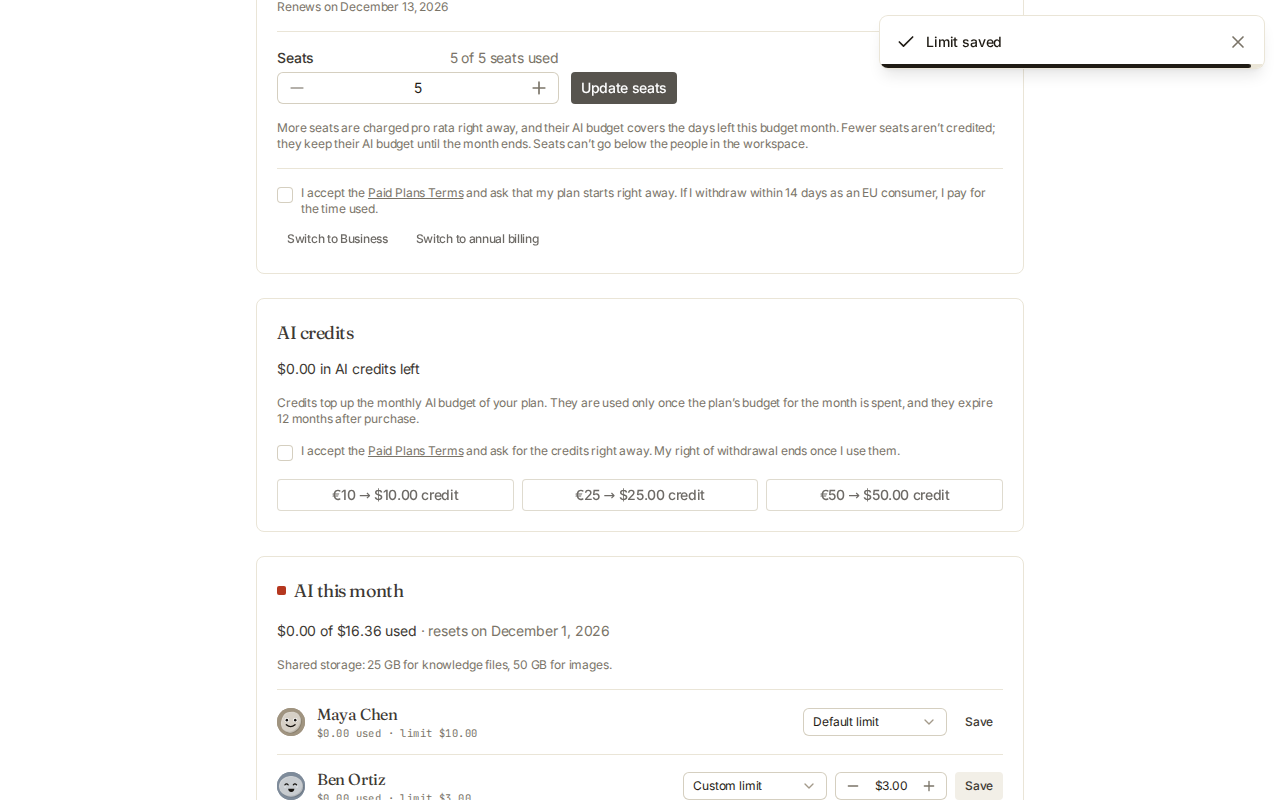 Renews on December 13, 2026
Limit saved
Seats
5 of 5 seats used
5
Update seats
More seats are charged pro rata right away, and their AI budget covers the days left this budget month. Fewer seats aren’t credited;
they keep their AI budget until the month ends. Seats can’t go below the people in the workspace.
I accept the Paid Plans Terms and ask that my plan starts right away. If I withdraw within 14 days as an EU consumer, I pay for
the time used.
Switch to Business
Switch to annual billing
AI credits
$0.00 in AI credits left
Credits top up the monthly AI budget of your plan. They are used only once the plan’s budget for the month is spent, and they expire
12 months after purchase.
I accept the Paid Plans Terms and ask for the credits right away. My right of withdrawal ends once I use them.
€10 → $10.00 credit
€25 → $25.00 credit
€50 → $50.00 credit
AI this month
$0.00 of $16.36 used · resets on December 1, 2026
Shared storage: 25 GB for knowledge files, 50 GB for images.
Maya Chen
$0.00 used · limit $10.00
Default limit
Save
Ben Ortiz
$0.00 used · limit $3.00
Custom limit
$3.00
Save